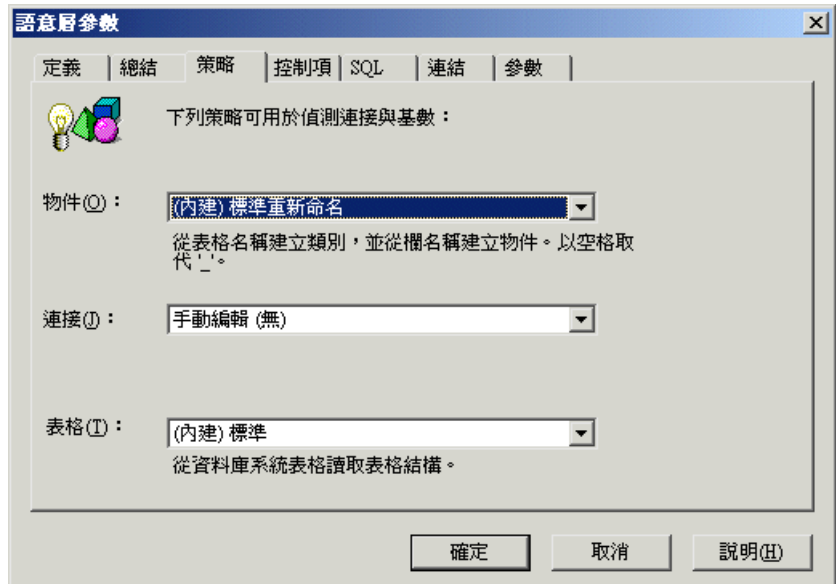 語意層參數
定義 總結 策略 控制項 SQL 連結 參數
下列策略可用於偵測連接與基數：
物件(O)： (內建) 標準重新命名
從表格名稱建立類別，並從欄名稱建立物件。以空格取
代 '_'。
連接(J)： 手動編輯 (無)
表格(T)： (內建) 標準
從資料庫系統表格讀取表格結構。
確定 取消 說明(H)